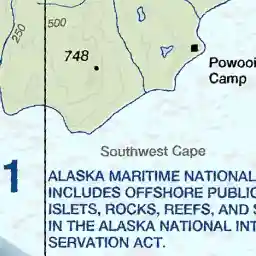 500
250
748
Powooi
Camp
Southwest Cape
1
ALASKA MARITIME NATIONAL
INCLUDES OFFSHORE PUBLIC
ISLETS, ROCKS, REEFS, AND S
IN THE ALASKA NATIONAL INT
SERVATION ACT.